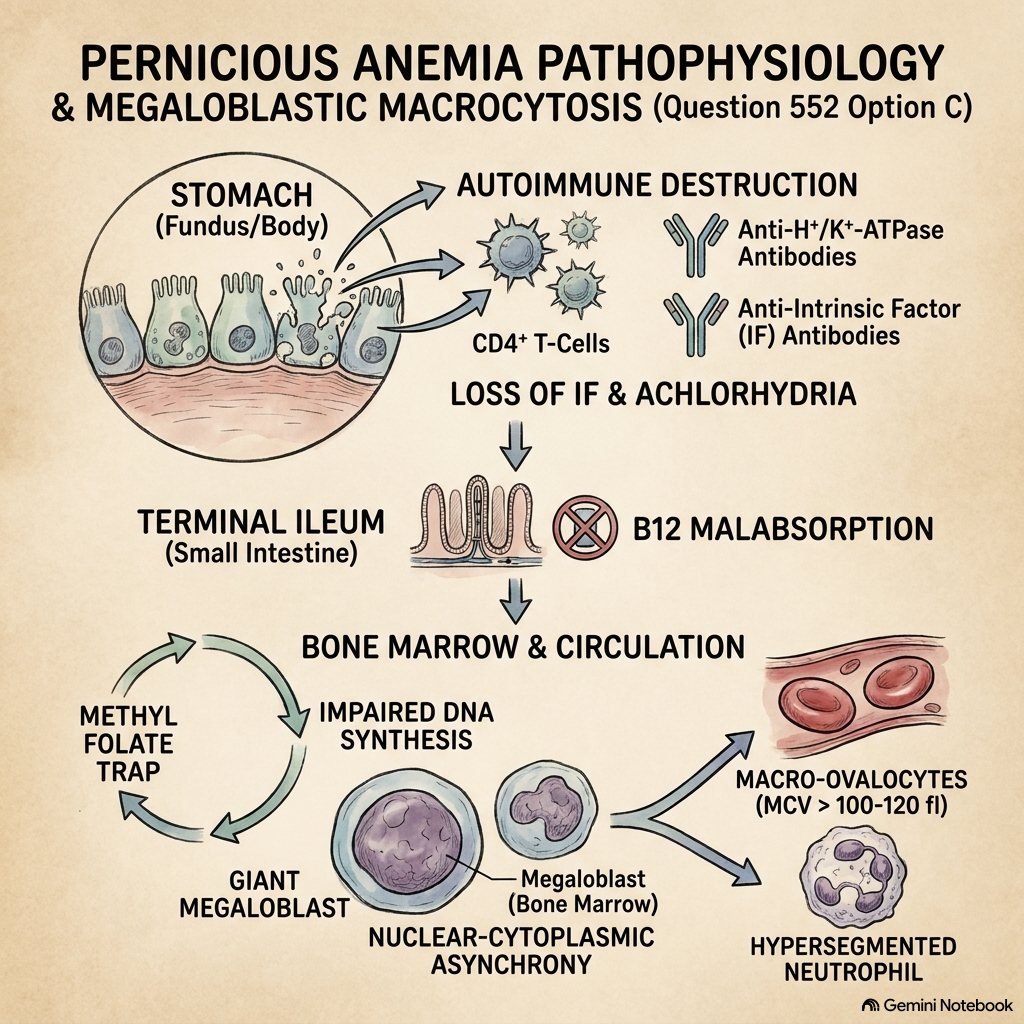 PERNICIOUS ANEMIA PATHOPHYSIOLOGY
& MEGALOBLASTIC MACROCYTOSIS (Question 552 Option C)
STOMACH
(Fundus/Body)
AUTOIMMUNE DESTRUCTION
CD4⁺ T-Cells
Anti-H⁺/K⁺-ATPase
Antibodies
Anti-Intrinsic Factor
(IF) Antibodies
LOSS OF IF & ACHLORHYDRIA
TERMINAL ILEUM
(Small Intestine)
B12 MALABSORPTION
BONE MARROW & CIRCULATION
METHYL
FOLATE
TRAP
IMPAIRED DNA
SYNTHESIS
GIANT
MEGALOBLAST
Megaloblast
(Bone Marrow)
NUCLEAR-CYTOPLASMIC
ASYNCHRONY
MACRO-OVALOCYTES
(MCV > 100-120 fl)
HYPERSEGMENTED
NEUTROPHIL
Gemini Notebook